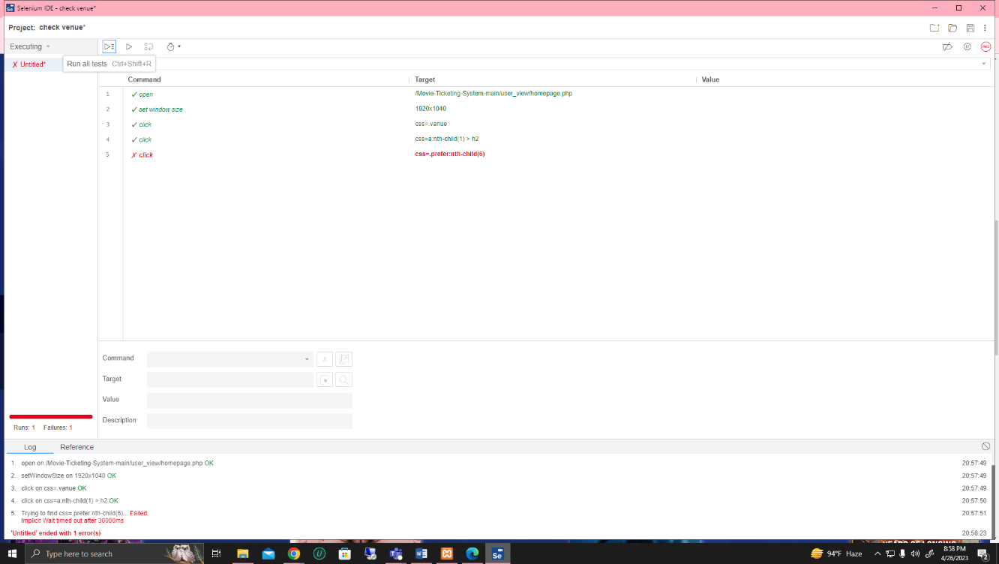 Selenium IDE - check venue*
Project: check venue*
Executing
Run all tests Ctrl+Shift+R
REC
✗ Untitled*
Command Target Value
1 ✓ open /Movie-Ticketing-System-main/user_view/homepage.php
2 ✓ set window size 1920x1040
3 ✓ click css=.vanue
4 ✓ click css=a:nth-child(1) > h2
5 ✗ click css=.prefer:nth-child(6)
Command //
Target
Value
Description
Runs: 1 Failures: 1
Log Reference
1. open on /Movie-Ticketing-System-main/user_view/homepage.php OK 20:57:49
2. setWindowSize on 1920x1040 OK 20:57:49
3. click on css=.vanue OK 20:57:49
4. click on css=a:nth-child(1) > h2 OK 20:57:50
5. Trying to find css=.prefer:nth-child(6)... Failed: 20:57:51
Implicit Wait timed out after 30000ms
'Untitled' ended with 1 error(s) 20:58:23
YEARS OF LONGING
Type here to search
94°F Haze
8:58 PM
4/26/2023
2